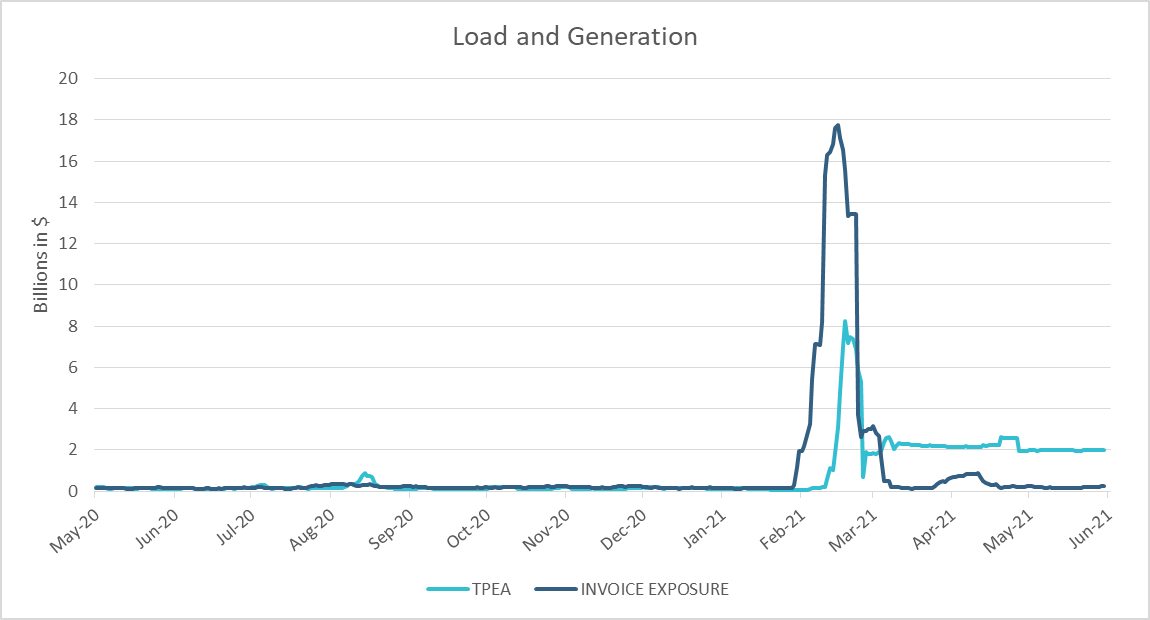 Load and Generation
Billions in $
20
18
16
14
12
10
8
6
4
2
0
May-20 Jun-20 Jul-20 Aug-20 Sep-20 Oct-20 Nov-20 Dec-20 Jan-21 Feb-21 Mar-21 Apr-21 May-21 Jun-21
TPEA INVOICE EXPOSURE